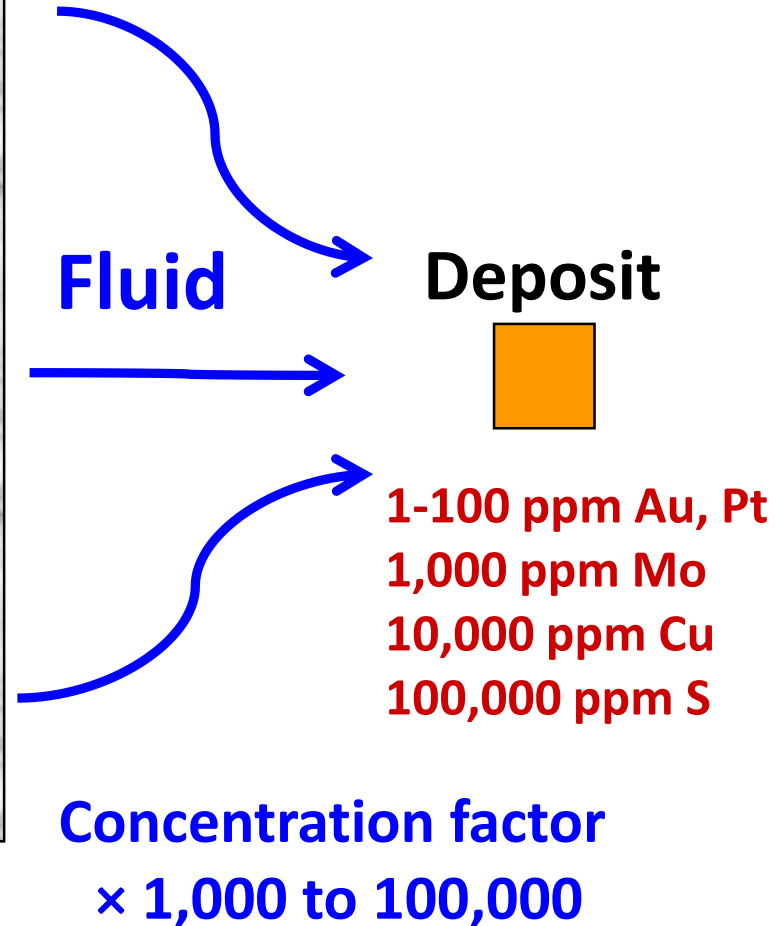 Fluid
Deposit
1-100 ppm Au, Pt
1,000 ppm Mo
10,000 ppm Cu
100,000 ppm S
Concentration factor
× 1,000 to 100,000